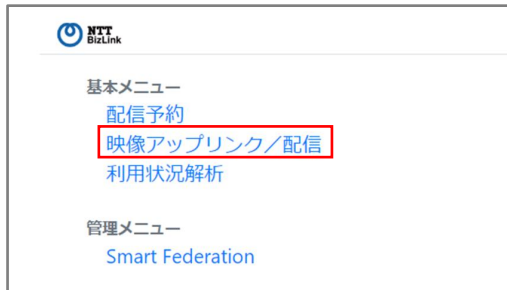 NTT
BizLink
基本メニュー
配信予約
映像アップリンク／配信
利用状況解析
管理メニュー
Smart Federation